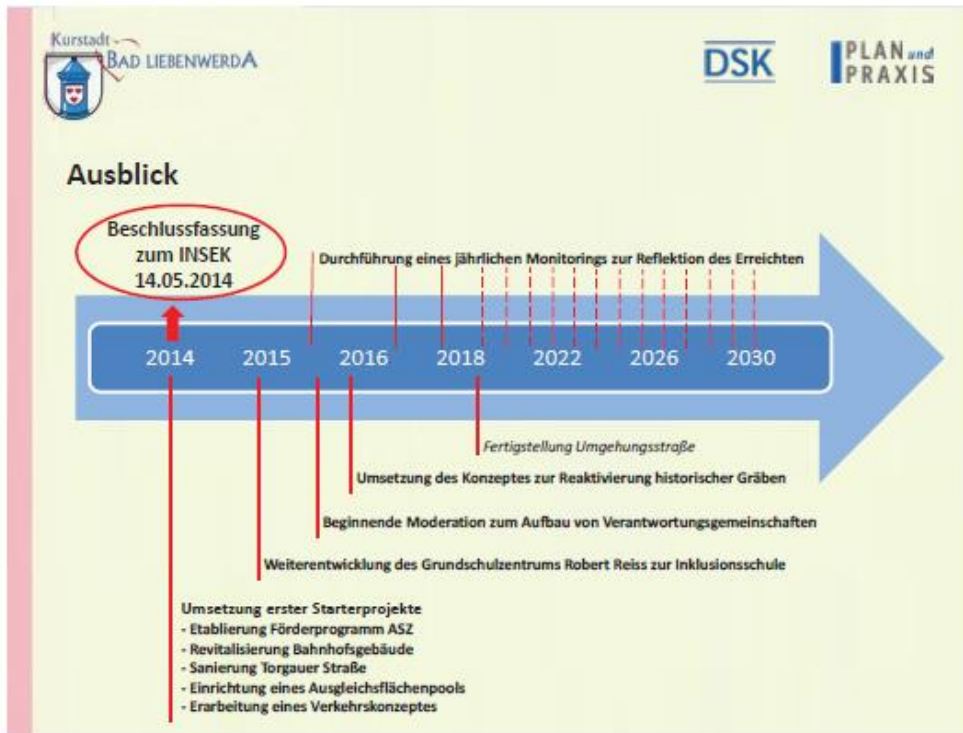 Kurstadt
BAD LIEBENWERDA
DSK
PLAN und
PRAXIS
Ausblick
Beschlussfassung
zum INSEK
14.05.2014
Durchführung eines jährlichen Monitorings zur Reflektion des Erreichten
2014 2015 2016 2018 2022 2026 2030
Fertigstellung Umgehungsstraße
Umsetzung des Konzeptes zur Reaktivierung historischer Gräben
Beginnende Moderation zum Aufbau von Verantwortungsgemeinschaften
Weiterentwicklung des Grundschulzentrums Robert Reiss zur Inklusionsschule
Umsetzung erster Starterprojekte
- Etablierung Förderprogramm ASZ
- Revitalisierung Bahnhofsgebäude
- Sanierung Torgauer Straße
- Einrichtung eines Ausgleichsflächenpools
- Erarbeitung eines Verkehrskonzeptes